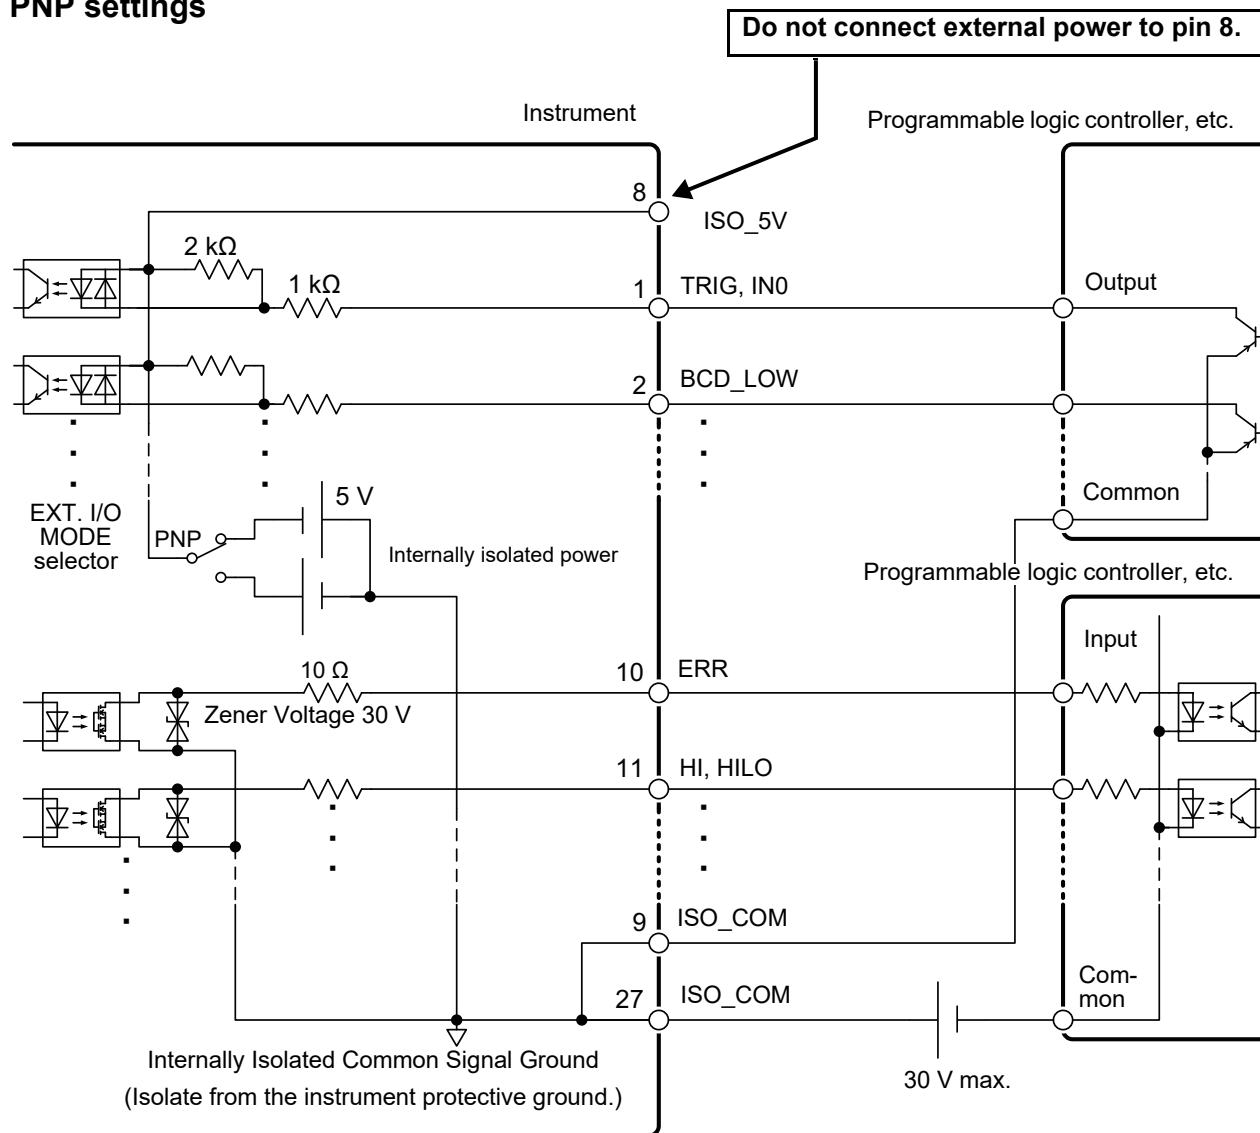 PNP settings
Do not connect external power to pin 8.
Instrument
Programmable logic controller, etc.
8
ISO_5V
2 kΩ
1 kΩ
1
TRIG, IN0
Output
2
BCD_LOW
Common
EXT. I/O
MODE
selector
PNP
5 V
Internally isolated power
Programmable logic controller, etc.
Input
10 Ω
10
ERR
Zener Voltage 30 V
11
HI, HILO
9
ISO_COM
27
ISO_COM
Com-
mon
30 V max.
Internally Isolated Common Signal Ground
(Isolate from the instrument protective ground.)